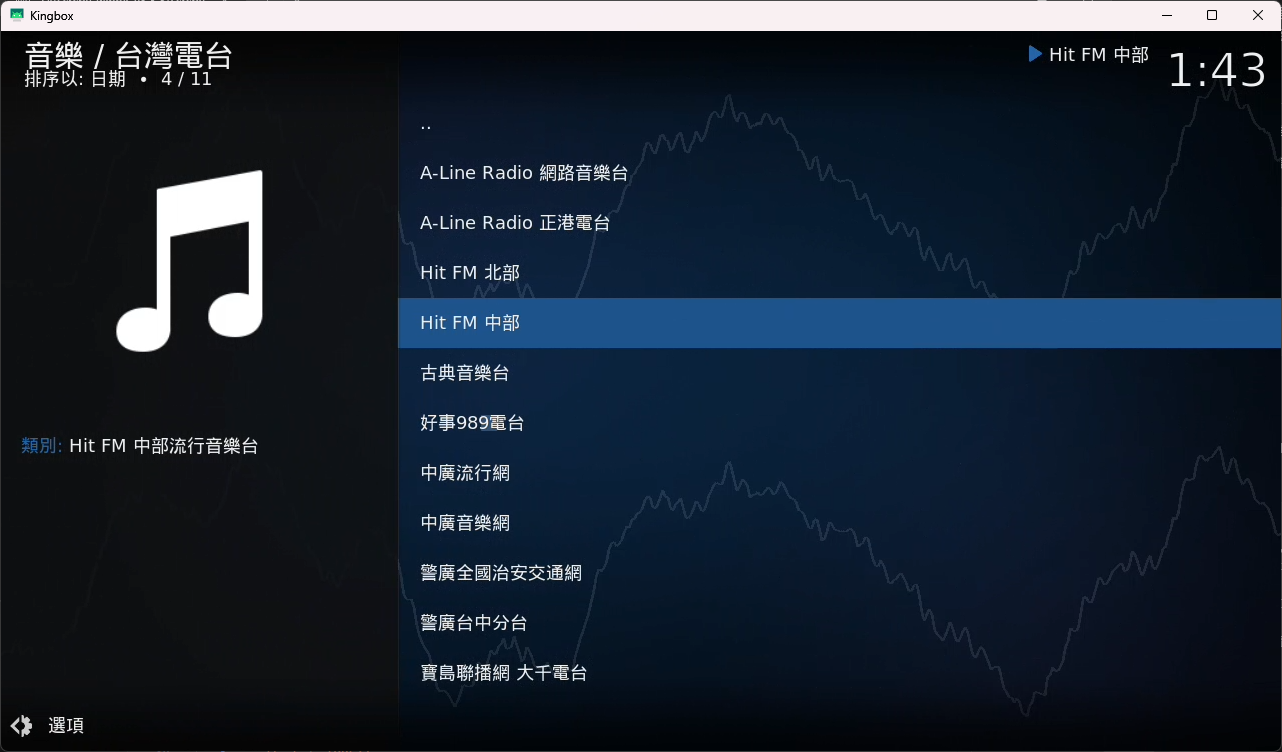 Kingbox
音樂 / 台灣電台
排序以: 日期 • 4 / 11
Hit FM 中部
1:43
..
A-Line Radio 網路音樂台
A-Line Radio 正港電台
Hit FM 北部
Hit FM 中部
古典音樂台
好事989電台
中廣流行網
中廣音樂網
警廣全國治安交通網
警廣台中分台
寶島聯播網 大千電台
類別: Hit FM 中部流行音樂台
選項